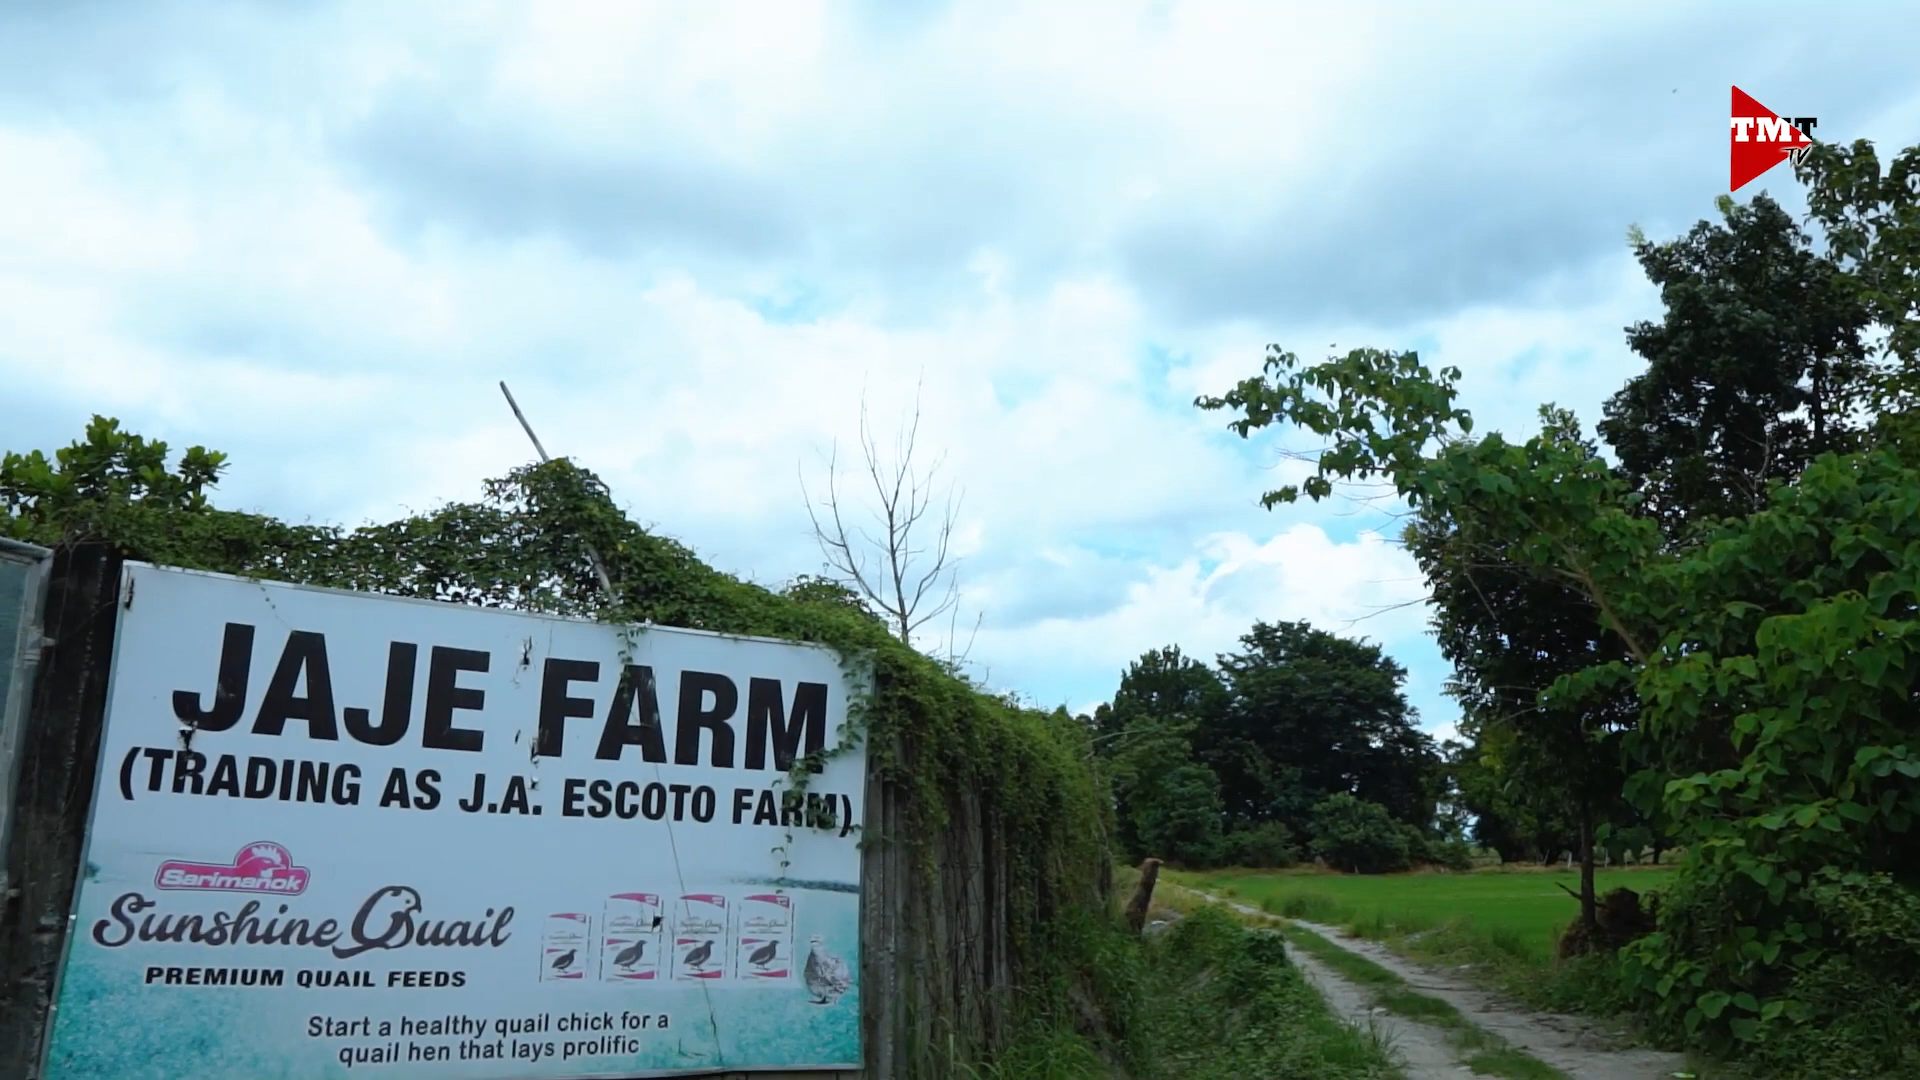 TMT
TV
JAJE FARM
(TRADING AS J.A. ESCOTO FARM)
Sarimanok
Sunshine Quail
PREMIUM QUAIL FEEDS
Start a healthy quail chick for a
quail hen that lays prolific